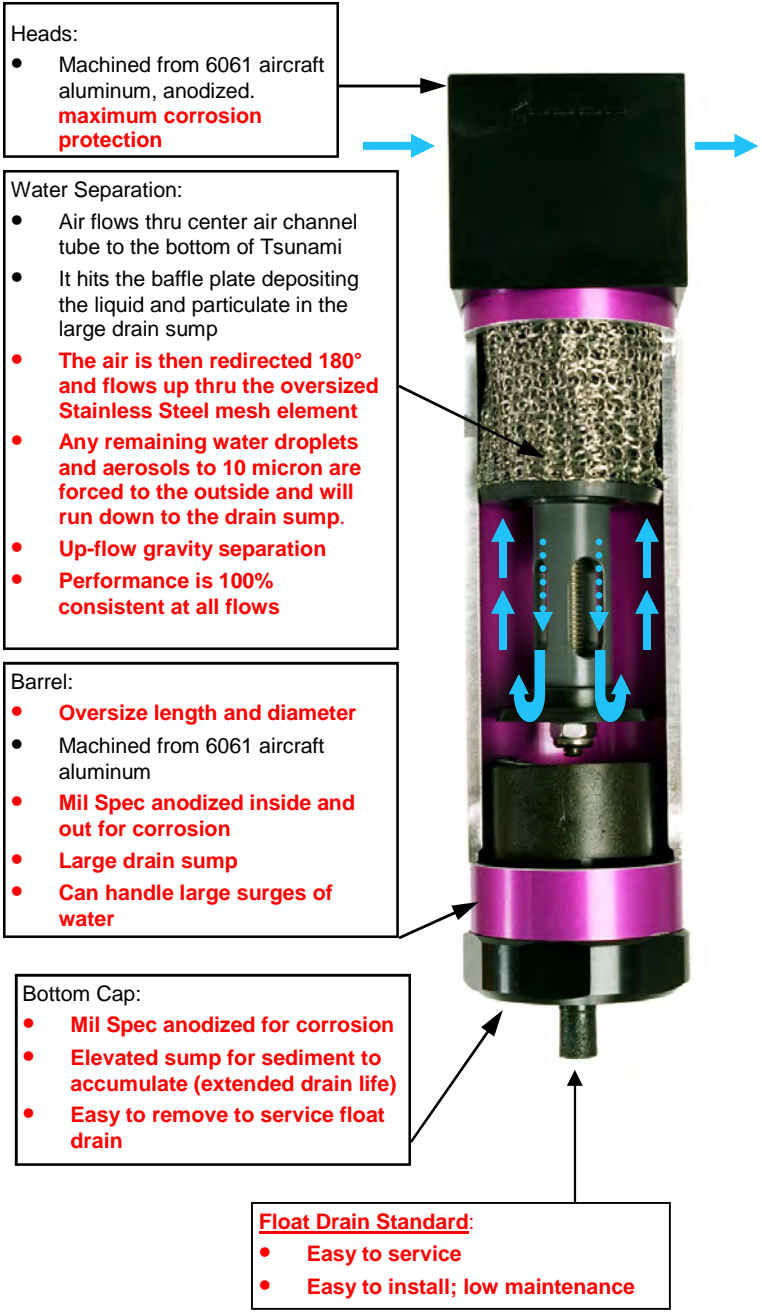 Heads:
• Machined from 6061 aircraft
aluminum, anodized.
maximum corrosion
protection
Water Separation:
• Air flows thru center air channel
tube to the bottom of Tsunami
• It hits the baffle plate depositing
the liquid and particulate in the
large drain sump
• The air is then redirected 180°
and flows up thru the oversized
Stainless Steel mesh element
• Any remaining water droplets
and aerosols to 10 micron are
forced to the outside and will
run down to the drain sump.
• Up-flow gravity separation
• Performance is 100%
consistent at all flows
Barrel:
• Oversize length and diameter
• Machined from 6061 aircraft
aluminum
• Mil Spec anodized inside and
out for corrosion
• Large drain sump
• Can handle large surges of
water
Bottom Cap:
• Mil Spec anodized for corrosion
• Elevated sump for sediment to
accumulate (extended drain life)
• Easy to remove to service float
drain
Float Drain Standard:
• Easy to service
• Easy to install; low maintenance